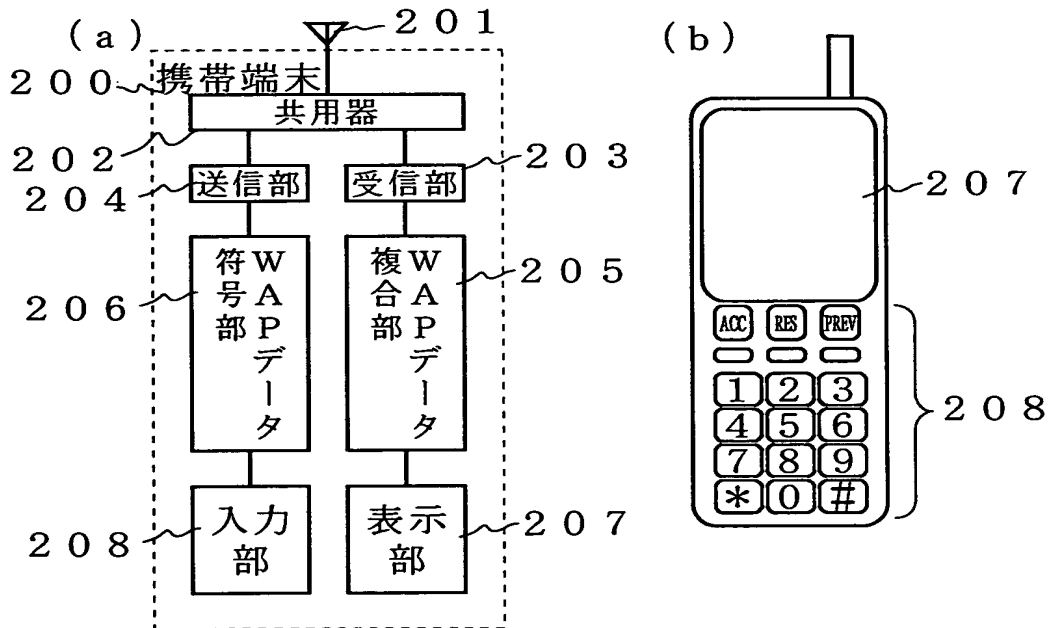 (a)
201
200
携帯端末
共用器
202
203
204
送信部
受信部
WAPデータ
符号部
WAPデータ
複合部
205
206
入力部
表示部
208
207
(b)
207
ACC RES PREV
1 2 3
4 5 6
7 8 9
* 0 #
208